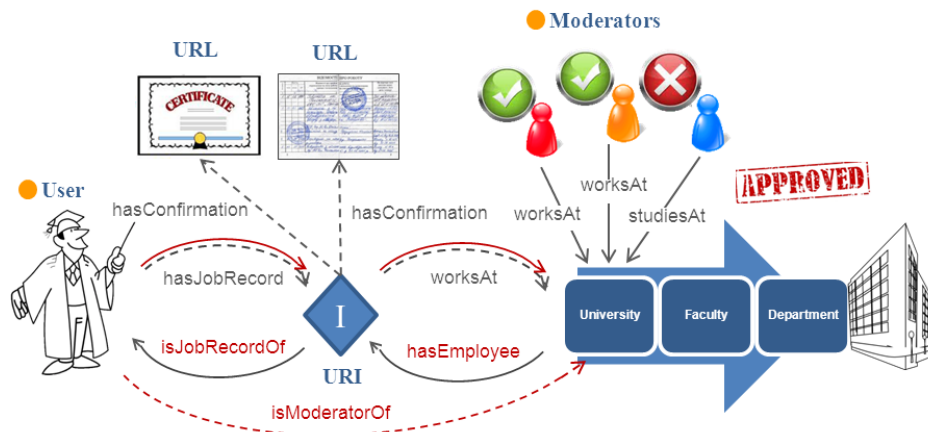 Moderators
URL
URL
CERTIFICATE
User
hasConfirmation
hasConfirmation
worksAt
worksAt
studiesAt
APPROVED
hasJobRecord
worksAt
I
University
Faculty
Department
isJobRecordOf
hasEmployee
URI
isModeratorOf